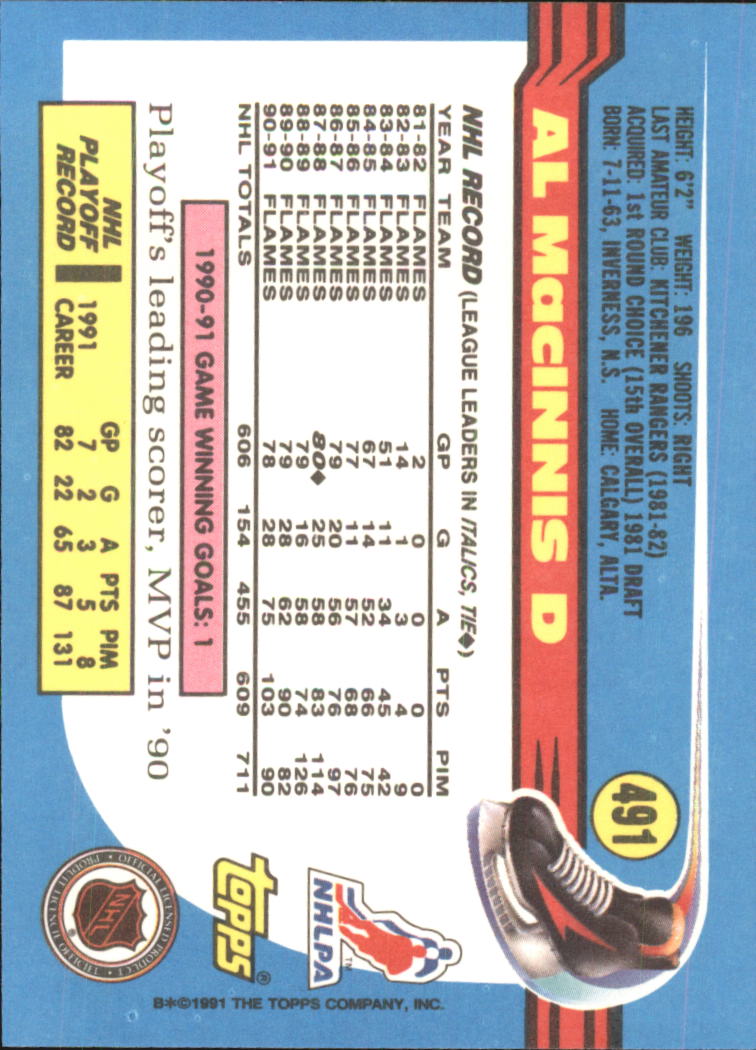 491
HEIGHT: 6'2" WEIGHT: 196 SHOOTS: RIGHT
LAST AMATEUR CLUB: KITCHENER RANGERS (1981-82)
ACQUIRED: 1st ROUND CHOICE (15th OVERALL) 1981 DRAFT
BORN: 7-11-63, INVERNESS, N.S. HOME: CALGARY, ALTA.
AL MacINNIS D
NHL RECORD (LEAGUE LEADERS IN ITALICS, TIE♦)
YEAR TEAM GP G A PTS PIM
81-82 FLAMES 2 0 0 0 0
82-83 FLAMES 14 1 3 4 9
83-84 FLAMES 51 11 34 45 42
84-85 FLAMES 67 14 52 66 75
85-86 FLAMES 77 11 57 68 76
86-87 FLAMES 79 20 56 76 97
87-88 FLAMES 80♦ 25 58 83 114
88-89 FLAMES 79 16 58 74 126
89-90 FLAMES 79 28 62 90 82
90-91 FLAMES 78 28 75 103 90
NHL TOTALS 606 154 455 609 711
1990-91 GAME WINNING GOALS: 1
Playoff's leading scorer, MVP in '90
NHL PLAYOFF RECORD
GP G A PTS PIM
1991 7 2 3 5 8
CAREER 82 22 65 87 131
NHLPA™
topps®
OFFICIAL LICENSED PRODUCT •
NHL®
B*©1991 THE TOPPS COMPANY, INC.